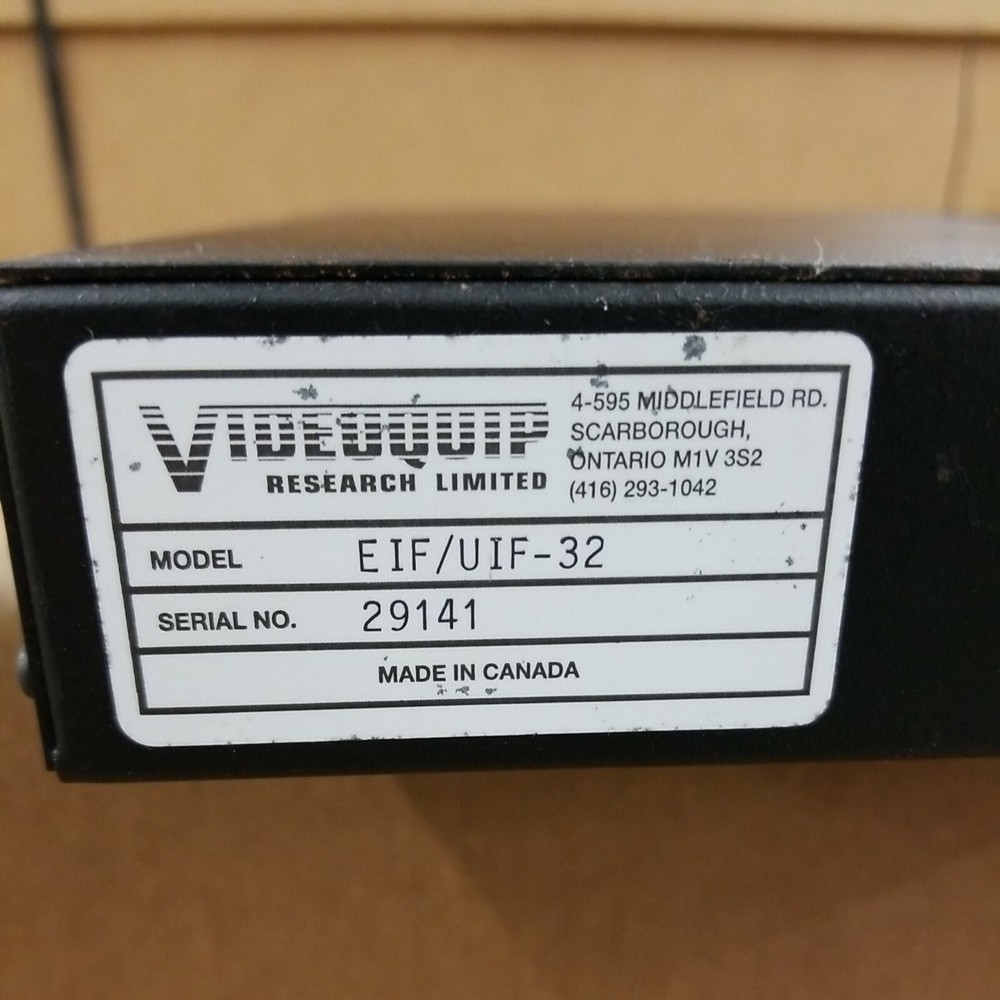 VIDEOQUIP
RESEARCH LIMITED
4-595 MIDDLEFIELD RD.
SCARBOROUGH,
ONTARIO M1V 3S2
(416) 293-1042
MODEL EIF/UIF-32
SERIAL NO. 29141
MADE IN CANADA